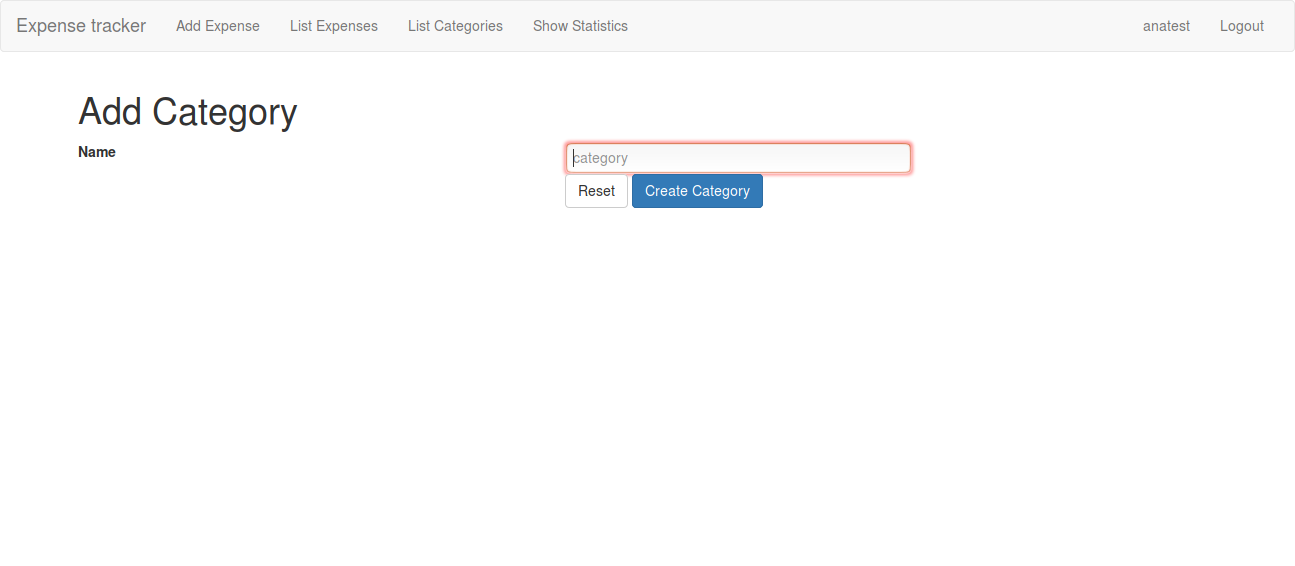 Expense tracker Add Expense List Expenses List Categories Show Statistics anatest Logout
Add Category
Name category
Reset Create Category